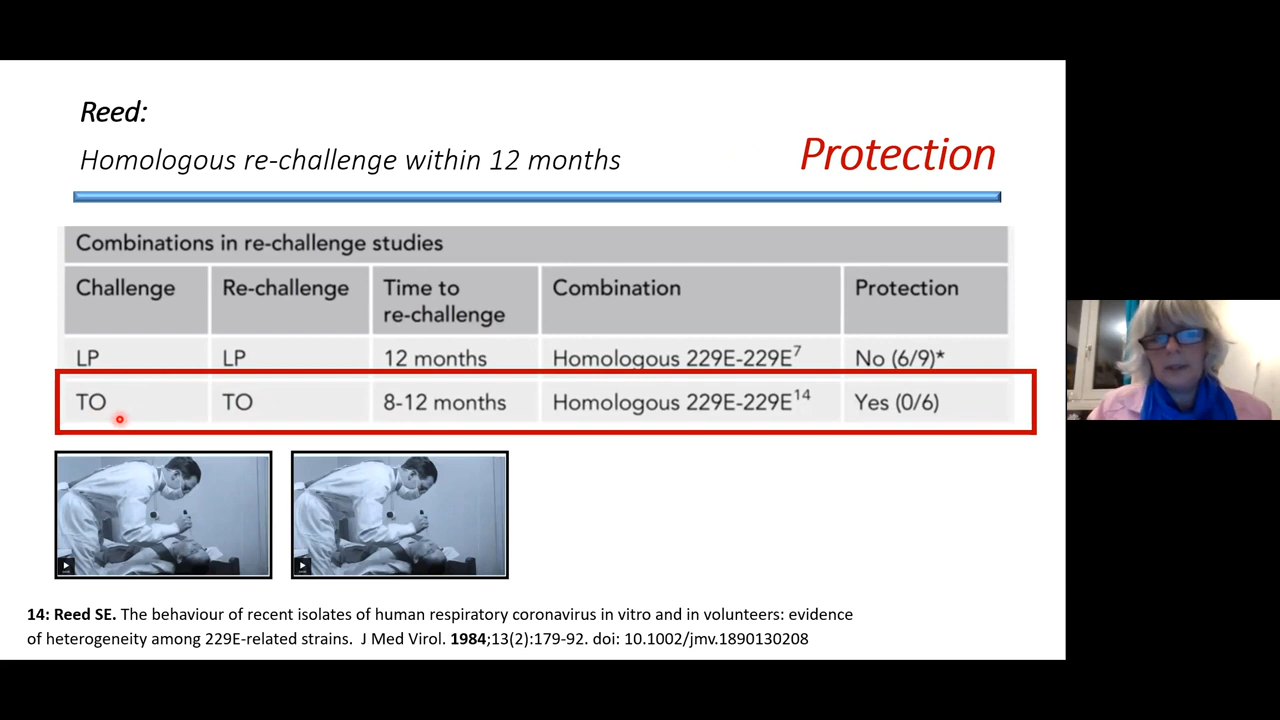 Reed:
Homologous re-challenge within 12 months
Protection
Combinations in re-challenge studies
Challenge Re-challenge Time to re-challenge Combination Protection
LP LP 12 months Homologous 229E-229E7 No (6/9)*
TO TO 8-12 months Homologous 229E-229E14 Yes (0/6)
14: Reed SE. The behaviour of recent isolates of human respiratory coronavirus in vitro and in volunteers: evidence
of heterogeneity among 229E-related strains. J Med Virol. 1984;13(2):179-92. doi: 10.1002/jmv.1890130208